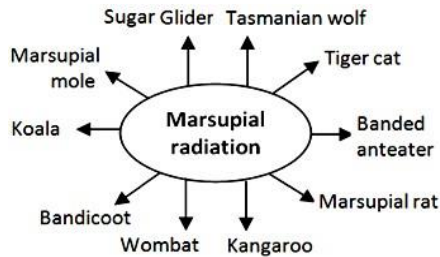 Sugar Glider
Tasmanian wolf
Marsupial
mole
Tiger cat
Koala
Marsupial
radiation
Banded
anteater
Bandicoot
Marsupial rat
Wombat
Kangaroo